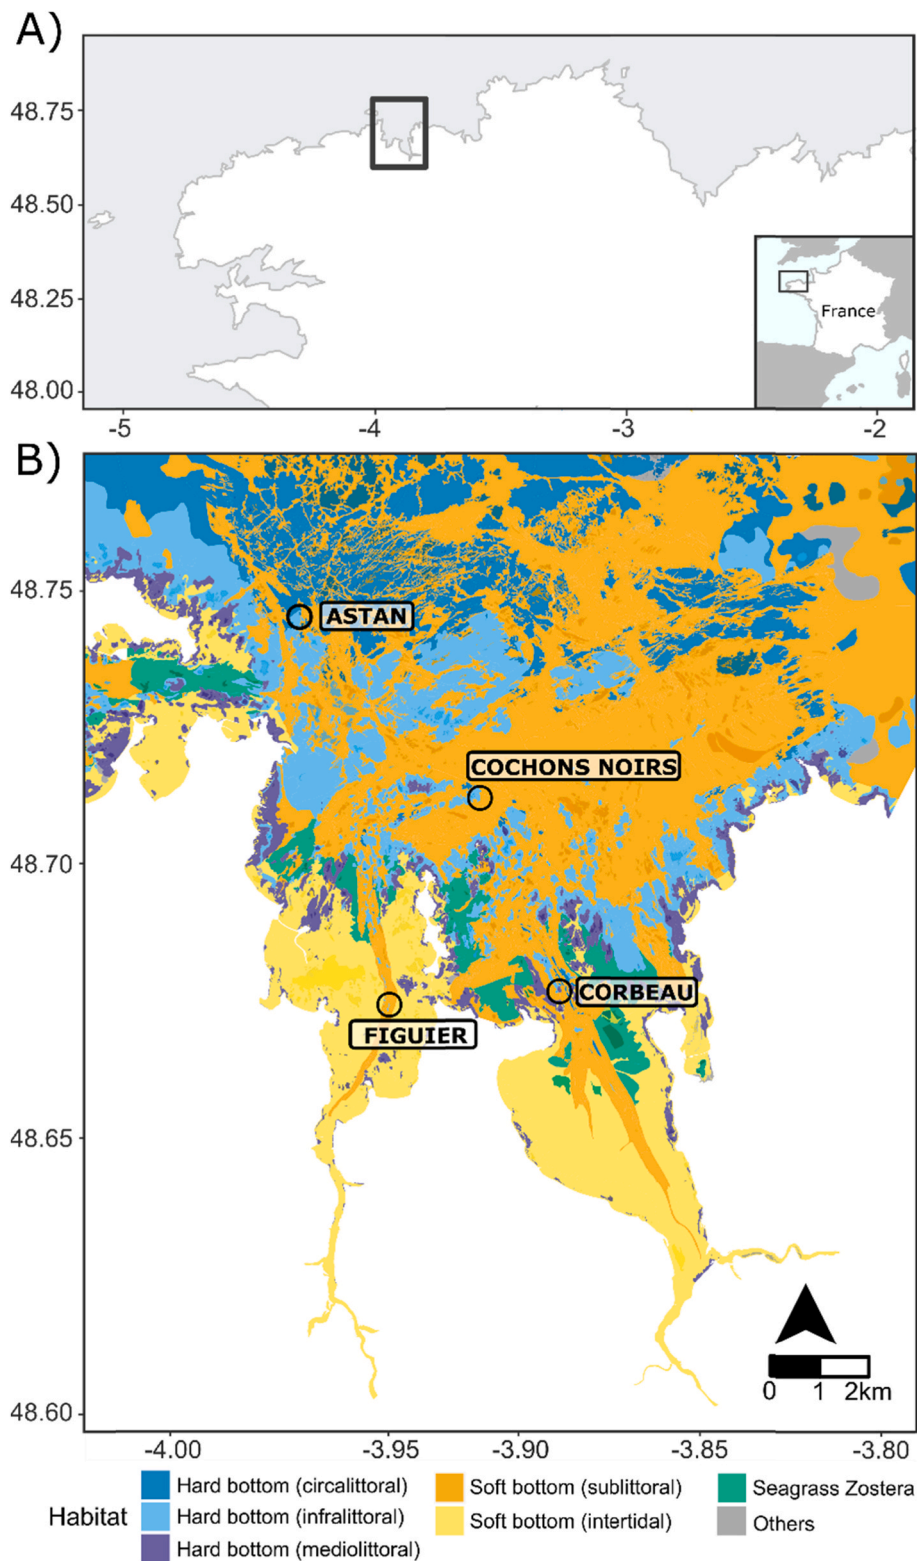 A)
48.75
48.50
48.25
48.00
France
-5
-4
-3
-2
B)
48.75
ASTAN
COCHONS NOIRS
48.70
CORBEAU
FIGUIER
48.65
0 1 2km
48.60
-4.00
-3.95
-3.90
-3.85
-3.80
Habitat
Hard bottom (circalittoral)
Hard bottom (infralittoral)
Hard bottom (mediolittoral)
Soft bottom (sublittoral)
Soft bottom (intertidal)
Seagrass Zostera
Others